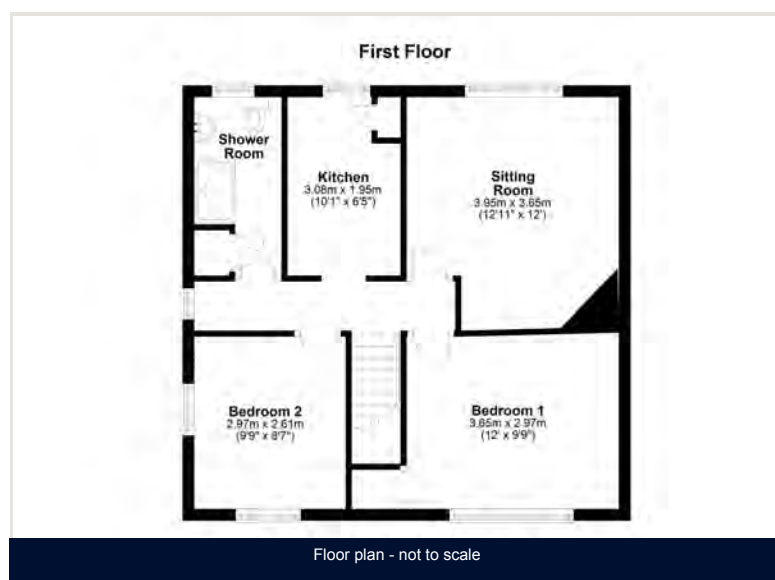 First Floor
Shower
Room
Kitchen
3.08m x 1.95m
(10'1" x 6'5")
Sitting
Room
3.95m x 3.65m
(12'11" x 12')
Bedroom 2
2.97m x 2.61m
(9'9" x 8'7")
Bedroom 1
3.65m x 2.97m
(12' x 9'9")
Floor plan - not to scale